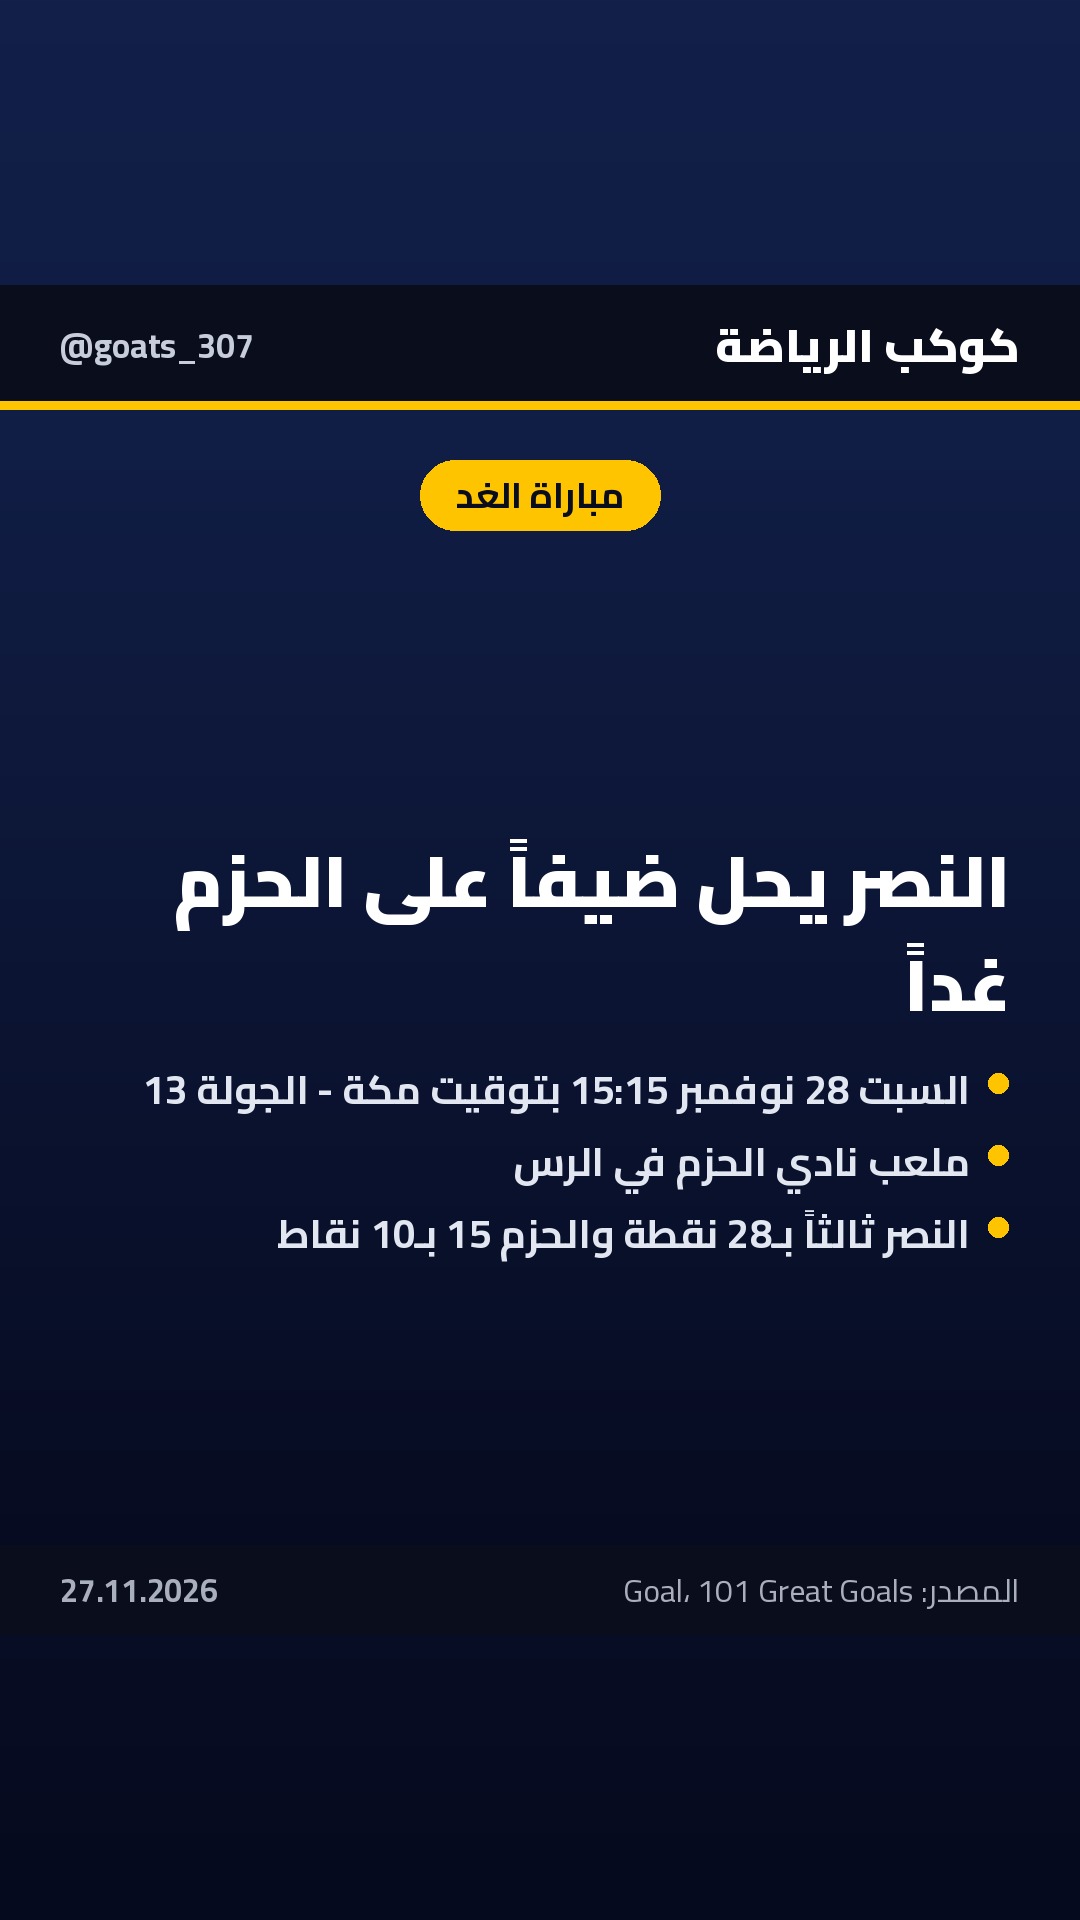 كوكب الرياضة
@goats_307
مباراة الغد
النصر يحل ضيفاً على الحزم
غداً
السبت 28 نوفمبر 15:15 بتوقيت مكة - الجولة 13
ملعب نادي الحزم في الرس
النصر ثالثاً بـ28 نقطة والحزم 15 بـ10 نقاط
المصدر: Goal، 101 Great Goals
27.11.2026